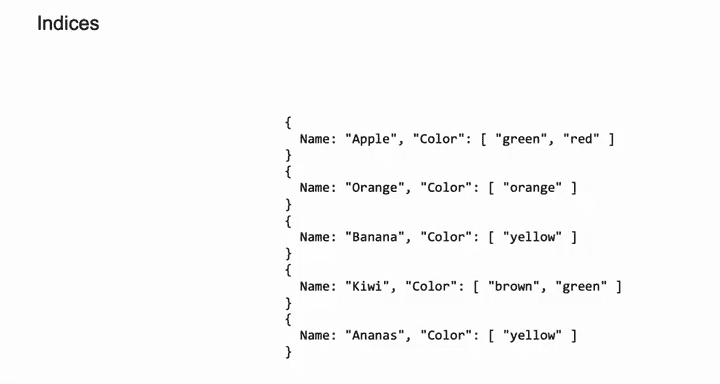 Indices
{
Name: "Apple", "Color": [ "green", "red" ]
}
{
Name: "Orange", "Color": [ "orange" ]
}
{
Name: "Banana", "Color": [ "yellow" ]
}
{
Name: "Kiwi", "Color": [ "brown", "green" ]
}
{
Name: "Ananas", "Color": [ "yellow" ]
}